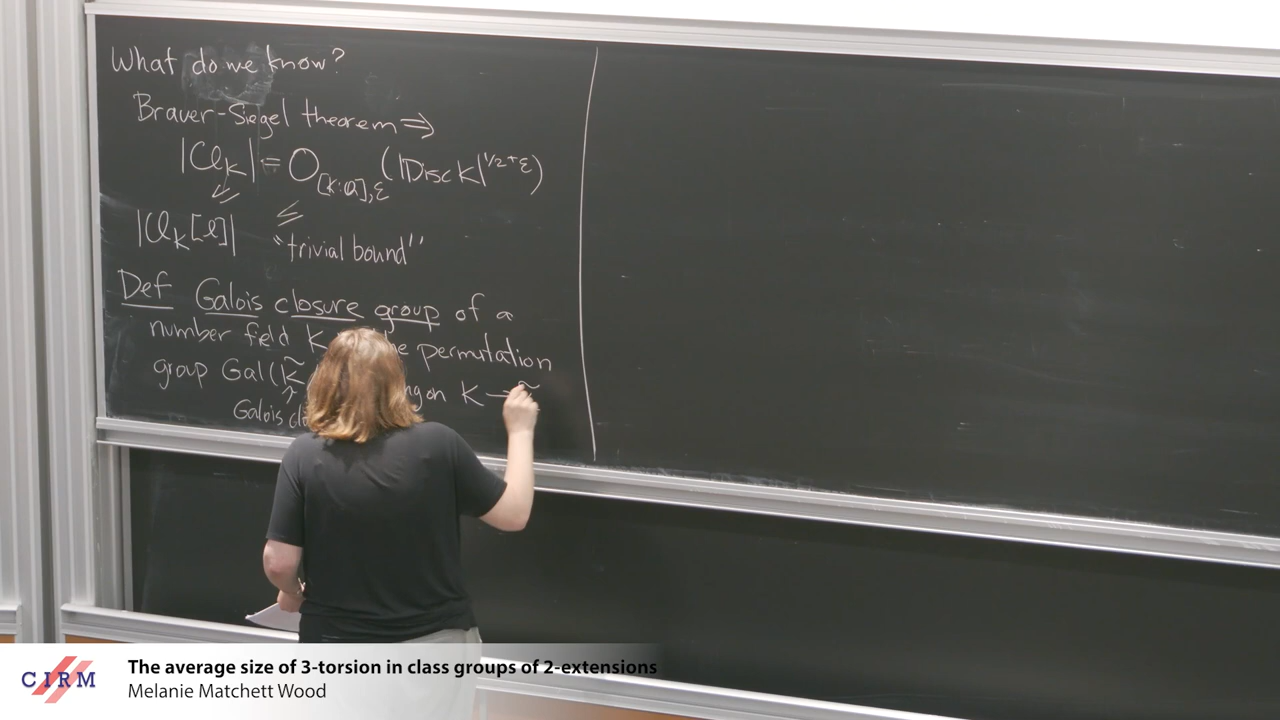 What do we know?
Brauer-Siegel theorem ⇒
|Cl_K| = O_{[K:Q],ε} (|Disc K|^{1/2+ε})
|Cl_K[ℓ]| ≤
"trivial bound"
Def Galois closure group of a
number field K permutation
group Gal(K̃ on K →
Galois
CIRM
The average size of 3-torsion in class groups of 2-extensions
Melanie Matchett Wood